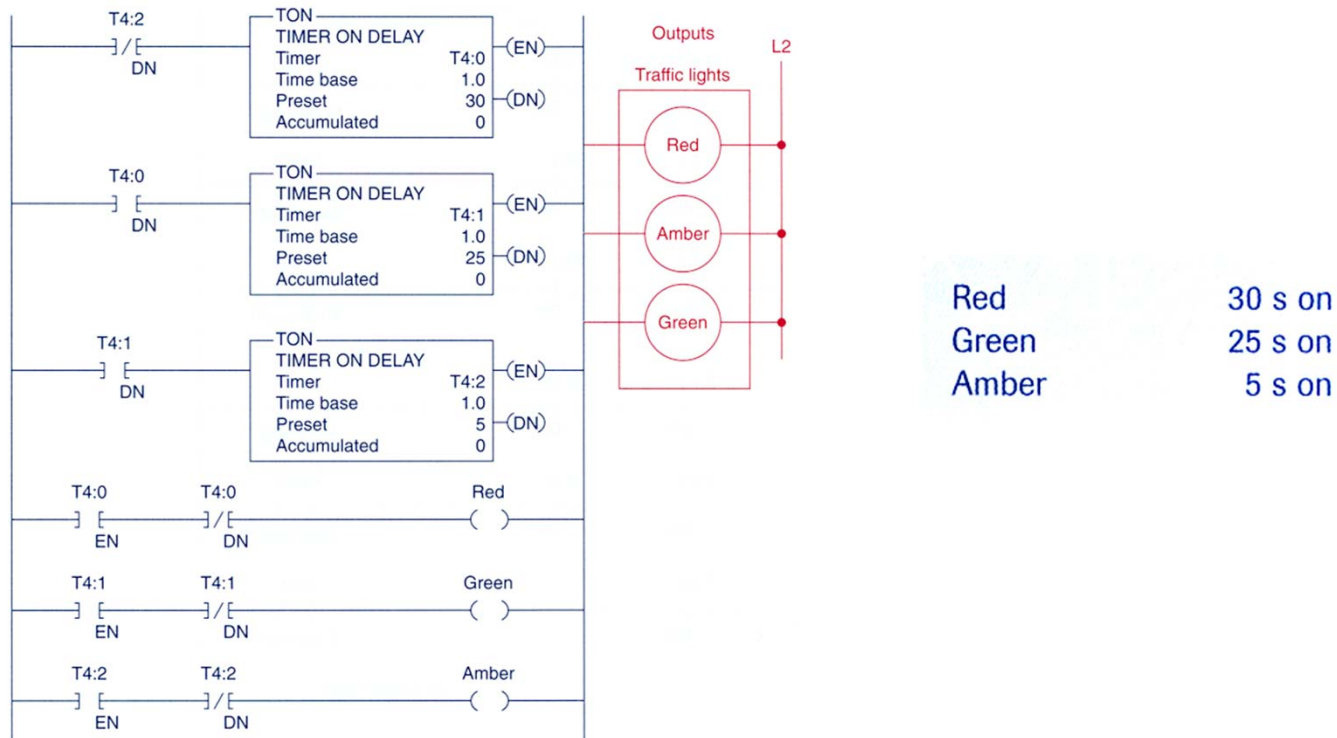 T4:2
DN
TON
TIMER ON DELAY
Timer T4:0
Time base 1.0
Preset 30
Accumulated 0
(EN)
(DN)
T4:0
DN
TON
TIMER ON DELAY
Timer T4:1
Time base 1.0
Preset 25
Accumulated 0
(EN)
(DN)
T4:1
DN
TON
TIMER ON DELAY
Timer T4:2
Time base 1.0
Preset 5
Accumulated 0
(EN)
(DN)
T4:0 T4:0 Red
EN DN
T4:1 T4:1 Green
EN DN
T4:2 T4:2 Amber
EN DN
Outputs
L2
Traffic lights
Red
Amber
Green
Red 30 s on
Green 25 s on
Amber 5 s on